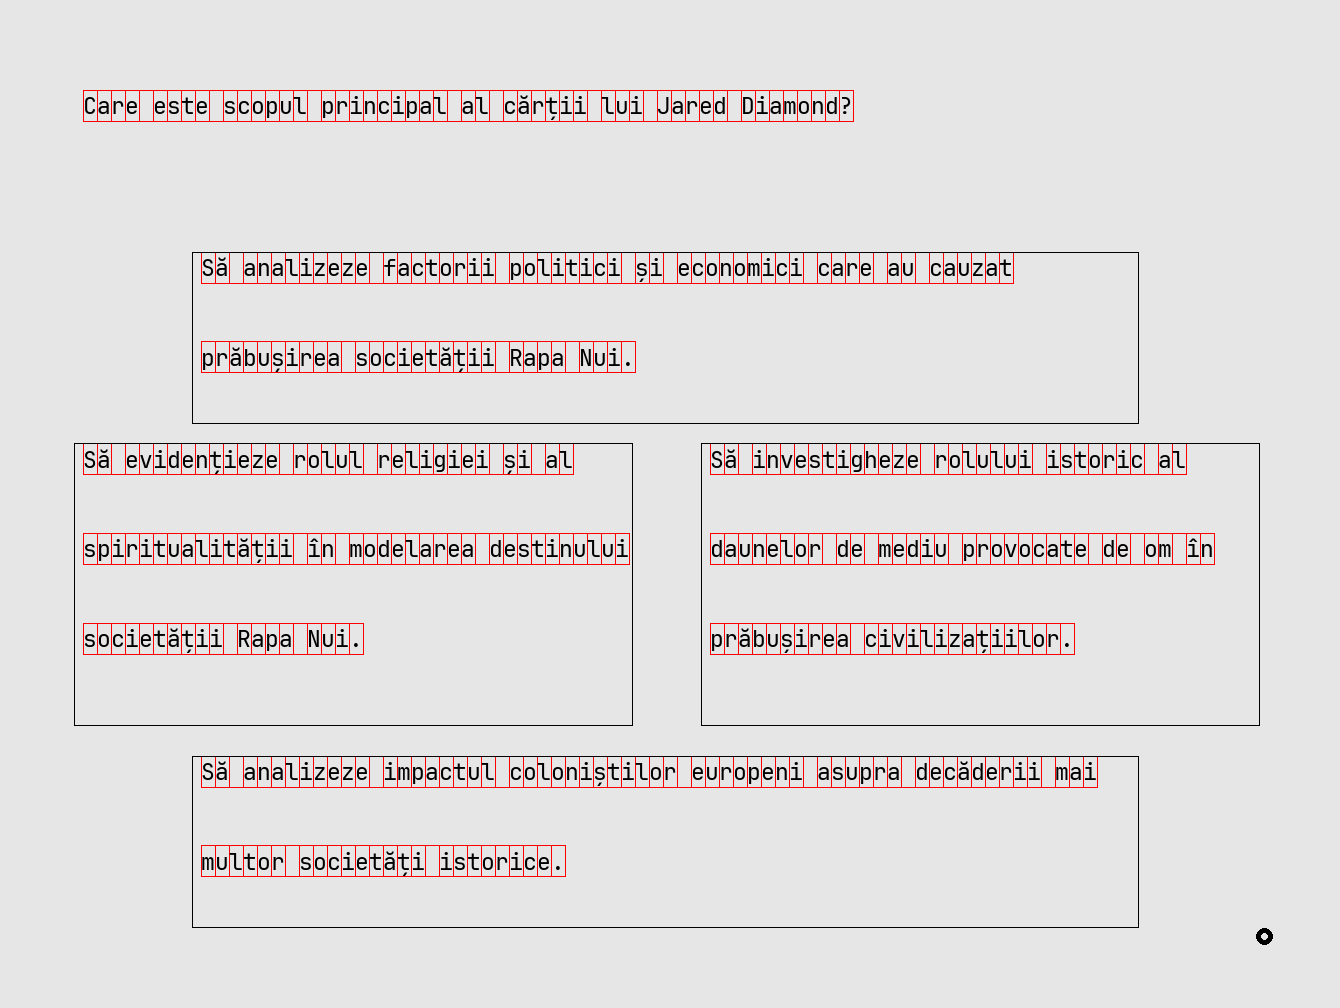 Care este scopul principal al cărții lui Jared Diamond?
Să analizeze factorii politici și economici care au cauzat
prăbușirea societății Rapa Nui.
Să evidențieze rolul religiei și al
spiritualității în modelarea destinului
societății Rapa Nui.
Să investigheze rolului istoric al
daunelor de mediu provocate de om în
prăbușirea civilizațiilor.
Să analizeze impactul coloniștilor europeni asupra decăderii mai
multor societăți istorice.